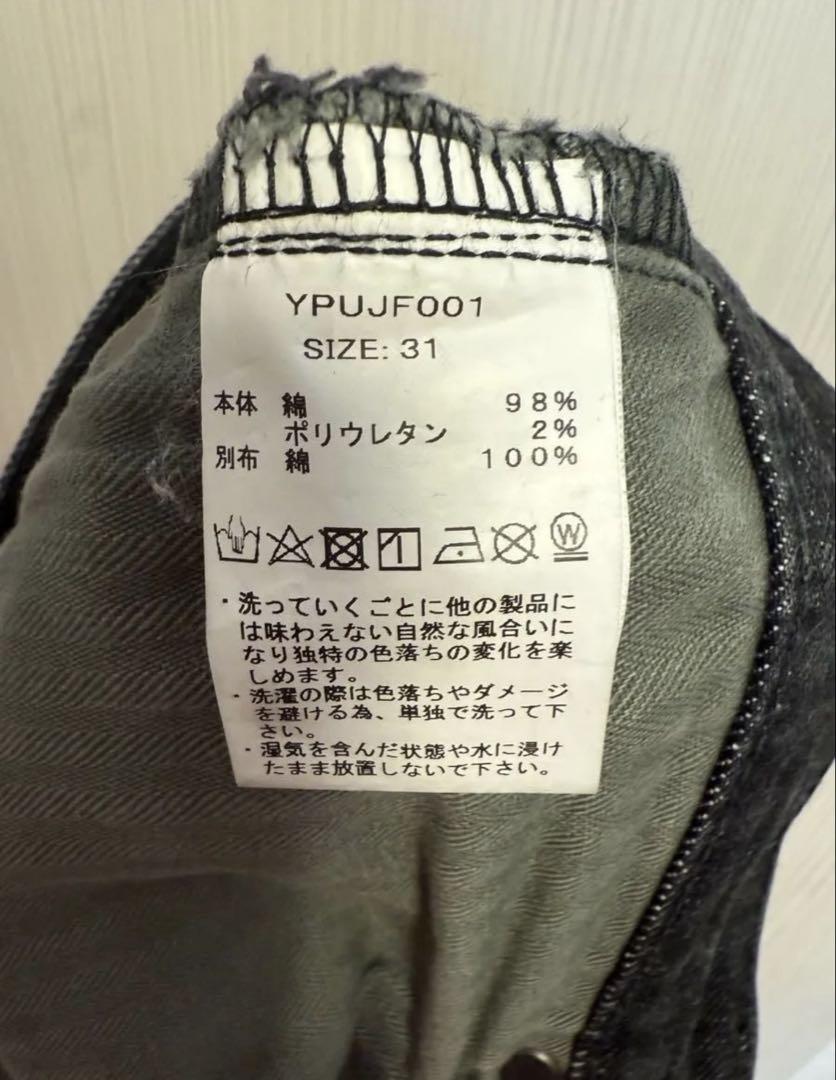 YPUJF001
SIZE: 31
本体 綿 98%
ポリウレタン 2%
別布 綿 100%
W
・洗っていくごとに他の製品に
は味わえない自然な風合いに
なり独特の色落ちの変化を楽
しめます。
・洗濯の際は色落ちやダメージ
を避ける為、単独で洗って下
さい。
・湿気を含んだ状態や水に浸け
たまま放置しないで下さい。